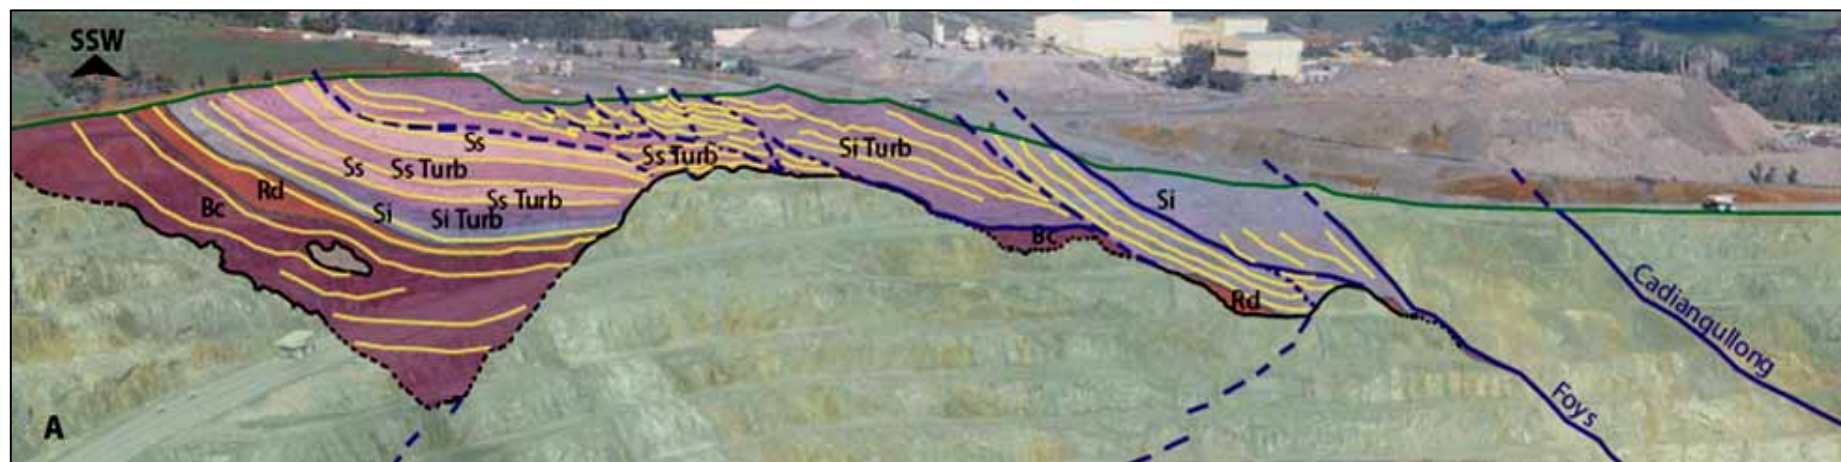 SSW
Ss
Ss
Ss Turb
Ss Turb
Si Turb
Rd
Bc
Si
Ss Turb
Si Turb
Si
Bc
Rd
Cadiangullong
Foys
A